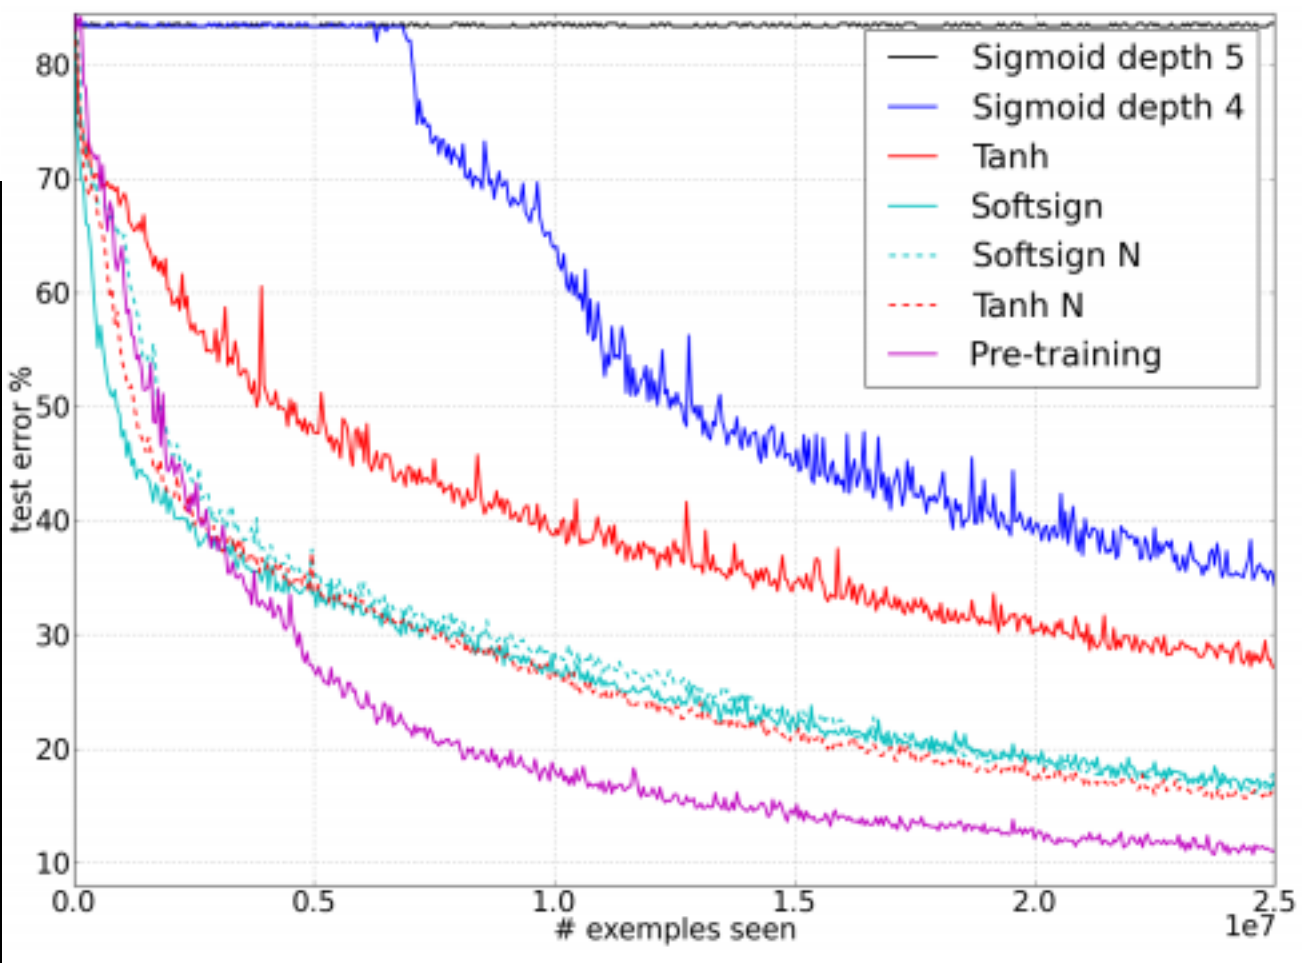 80
70
60
50
40
30
20
10
test error %
Sigmoid depth 5
Sigmoid depth 4
Tanh
Softsign
Softsign N
Tanh N
Pre-training
0.0 0.5 1.0 1.5 2.0 2.5
# exemples seen
1e7